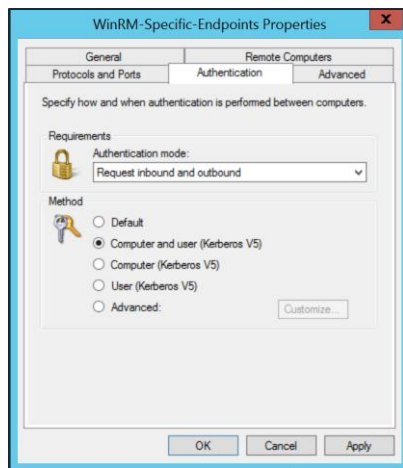 WinRM-Specific-Endpoints Properties
x
General
Remote Computers
Protocols and Ports
Authentication
Advanced
Specify how and when authentication is performed between computers.
Requirements
Authentication mode:
Request inbound and outbound
Method
Default
Computer and user (Kerberos V5)
Computer (Kerberos V5)
User (Kerberos V5)
Advanced:
Customize...
OK
Cancel
Apply